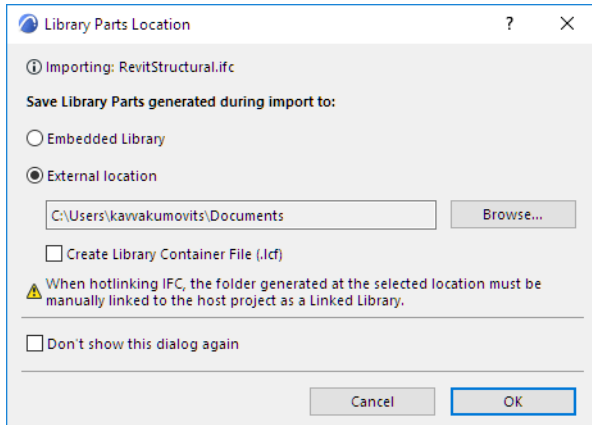 Library Parts Location
Importing: RevitStructural.ifc
Save Library Parts generated during import to:
Embedded Library
External location
C:\Users\kavvakumovits\Documents
Browse...
Create Library Container File (.lcf)
When hotlinking IFC, the folder generated at the selected location must be
manually linked to the host project as a Linked Library.
Don't show this dialog again
Cancel
OK